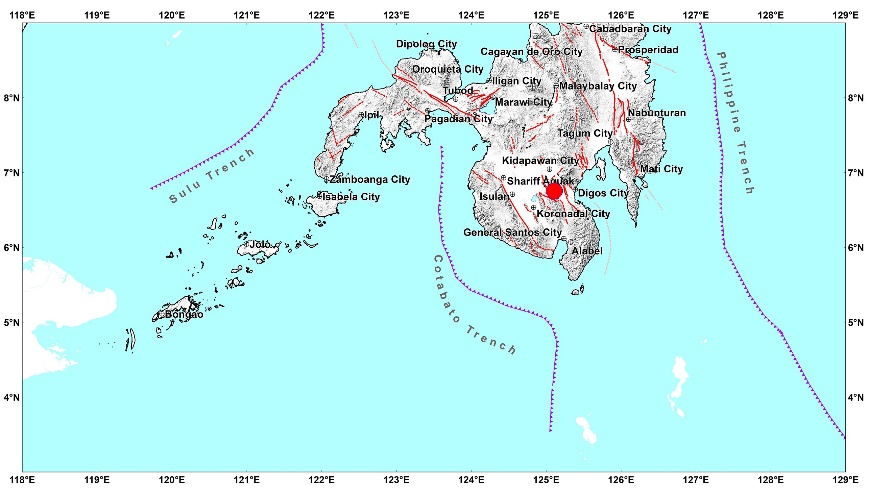 118°E 119°E 120°E 121°E 122°E 123°E 124°E 125°E 126°E 127°E 128°E 129°E
Cabadbaran City
Dipolog City
Cagayan de Oro City
Prosperidad
Oroquieta City
Iligan City
Tubod
Malaybalay City
8°N
8°N
Marawi City
Ipil
Pagadian City
Nabunturan
Tagum City
Philippine Trench
Sulu Trench
Kidapawan City
7°N
Mati City
7°N
Zamboanga City
Shariff Aguak
Isabela City
Isulan
Digos City
Koronadal City
General Santos City
Jolo
6°N
Alabel
6°N
Cotabato Trench
Bongao
5°N
5°N
4°N
4°N
118°E 119°E 120°E 121°E 122°E 123°E 124°E 125°E 126°E 127°E 128°E 129°E